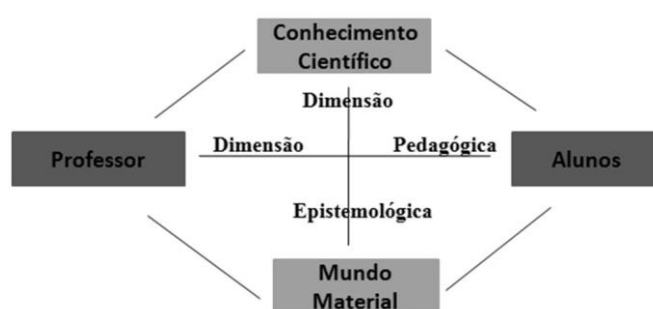 Conhecimento
Científico
Dimensão
Professor
Dimensão
Pedagógica
Alunos
Epistemológica
Mundo
Material